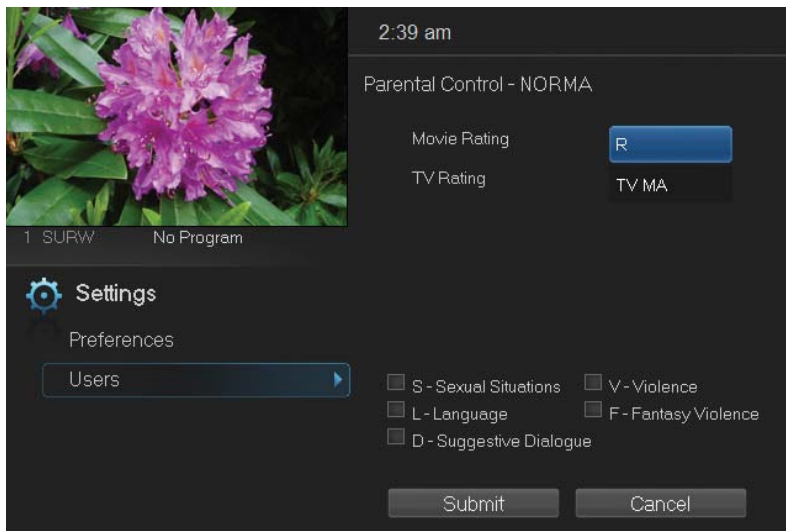 2:39 am
Parental Control - NORMA
Movie Rating R
TV Rating TV MA
1 SURW No Program
Settings
Preferences
Users
S - Sexual Situations V - Violence
L - Language F - Fantasy Violence
D - Suggestive Dialogue
Submit Cancel